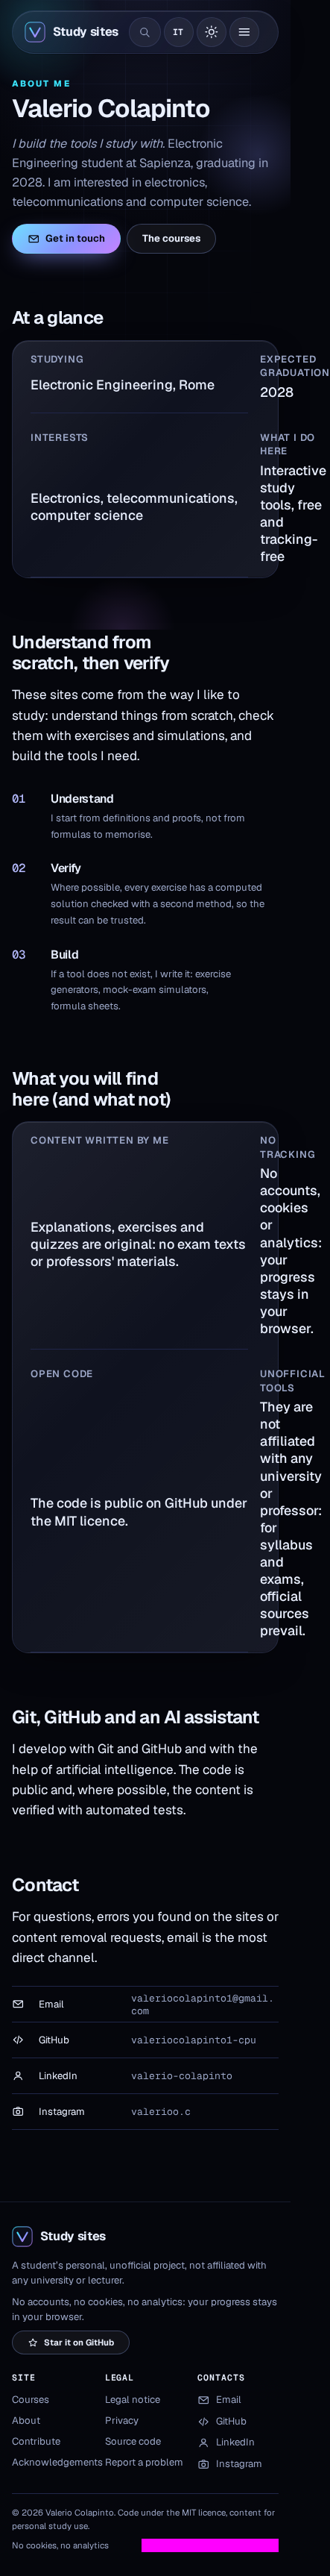 Study sites
IT
ABOUT ME
Valerio Colapinto
I build the tools I study with. Electronic
Engineering student at Sapienza, graduating in
2028. I am interested in electronics,
telecommunications and computer science.
Get in touch
The courses
At a glance
STUDYING
Electronic Engineering, Rome
EXPECTED
GRADUATION
2028
INTERESTS
Electronics, telecommunications,
computer science
WHAT I DO
HERE
Interactive
study
tools, free
and
tracking-
free
Understand from
scratch, then verify
These sites come from the way I like to
study: understand things from scratch, check
them with exercises and simulations, and
build the tools I need.
01
Understand
I start from definitions and proofs, not from
formulas to memorise.
02
Verify
Where possible, every exercise has a computed
solution checked with a second method, so the
result can be trusted.
03
Build
If a tool does not exist, I write it: exercise
generators, mock-exam simulators,
formula sheets.
What you will find
here (and what not)
CONTENT WRITTEN BY ME
Explanations, exercises and
quizzes are original: no exam texts
or professors' materials.
NO
TRACKING
No
accounts,
cookies
or
analytics:
your
progress
stays in
your
browser.
OPEN CODE
The code is public on GitHub under
the MIT licence.
UNOFFICIAL
TOOLS
They are
not
affiliated
with any
university
or
professor:
for
syllabus
and
exams,
official
sources
prevail.
Git, GitHub and an AI assistant
I develop with Git and GitHub and with the
help of artificial intelligence. The code is
public and, where possible, the content is
verified with automated tests.
Contact
For questions, errors you found on the sites or
content removal requests, email is the most
direct channel.
Email
valeriocolapinto1@gmail.
com
GitHub
valeriocolapinto1-cpu
LinkedIn
valerio-colapinto
Instagram
valerioo.c
Study sites
A student's personal, unofficial project, not affiliated with
any university or lecturer.
No accounts, no cookies, no analytics: your progress stays
in your browser.
Star it on GitHub
SITE
Courses
About
Contribute
Acknowledgements
LEGAL
Legal notice
Privacy
Source code
Report a problem
CONTACTS
Email
GitHub
LinkedIn
Instagram
© 2026 Valerio Colapinto. Code under the MIT licence, content for
personal study use.
No cookies, no analytics